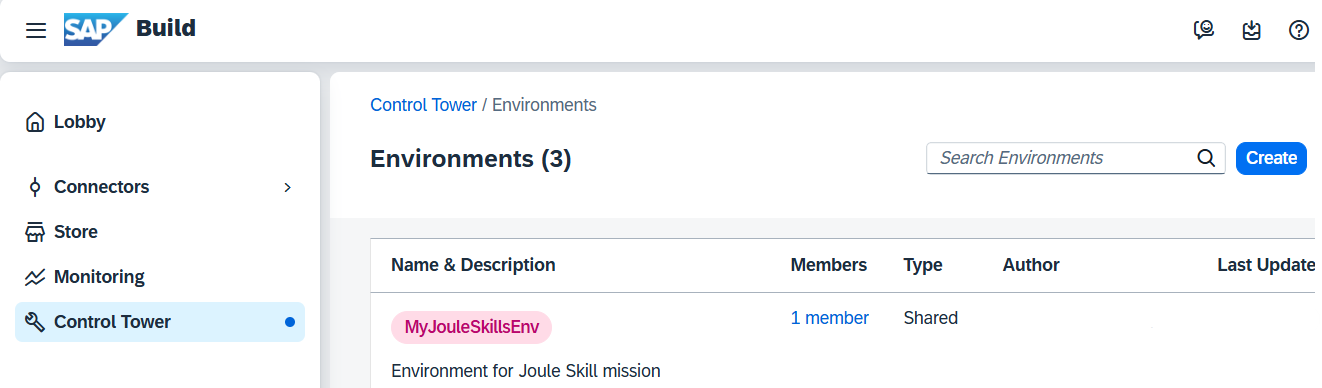 SAP Build
Lobby
Connectors
Store
Monitoring
Control Tower
Control Tower / Environments
Environments (3)
Search Environments
Create
Name & Description Members Type Author Last Update
MyJouleSkillsEnv 1 member Shared
Environment for Joule Skill mission